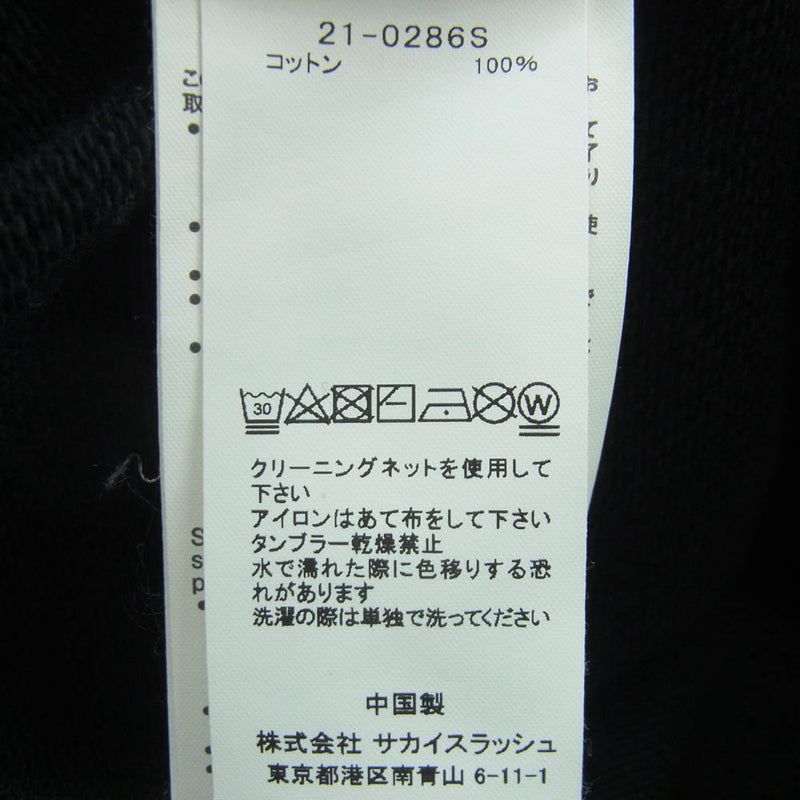 21-0286S
コットン 100%
30
W
クリーニングネットを使用して
下さい
アイロンはあて布をして下さい
タンブラー乾燥禁止
水で濡れた際に色移りする恐
れがあります
洗濯の際は単独で洗ってください
中国製
株式会社 サカイスラッシュ
東京都港区南青山 6-11-1